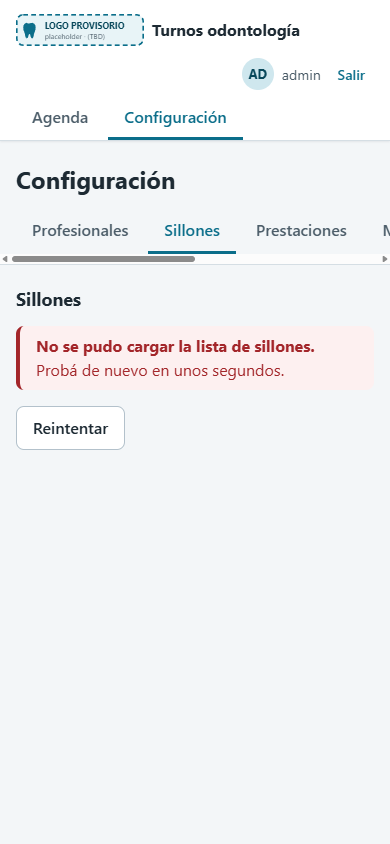 LOGO PROVISORIO
placeholder · (TBD)
Turnos odontología
AD
admin
Salir
Agenda
Configuración
Configuración
Profesionales
Sillones
Prestaciones
Sillones
No se pudo cargar la lista de sillones.
Probá de nuevo en unos segundos.
Reintentar